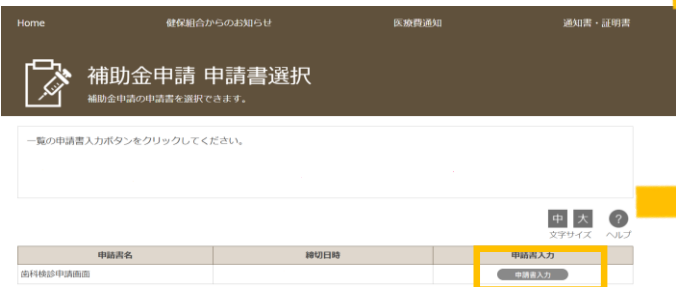 Home 健保組合からのお知らせ 医療費通知 通知書・証明書
補助金申請 申請書選択
補助金申請の申請書を選択できます。
一覧の申請書入力ボタンをクリックしてください。
中 大 ?
文字サイズ ヘルプ
申請書名 締切日時 申請書入力
歯科検診申請画面 申請書入力